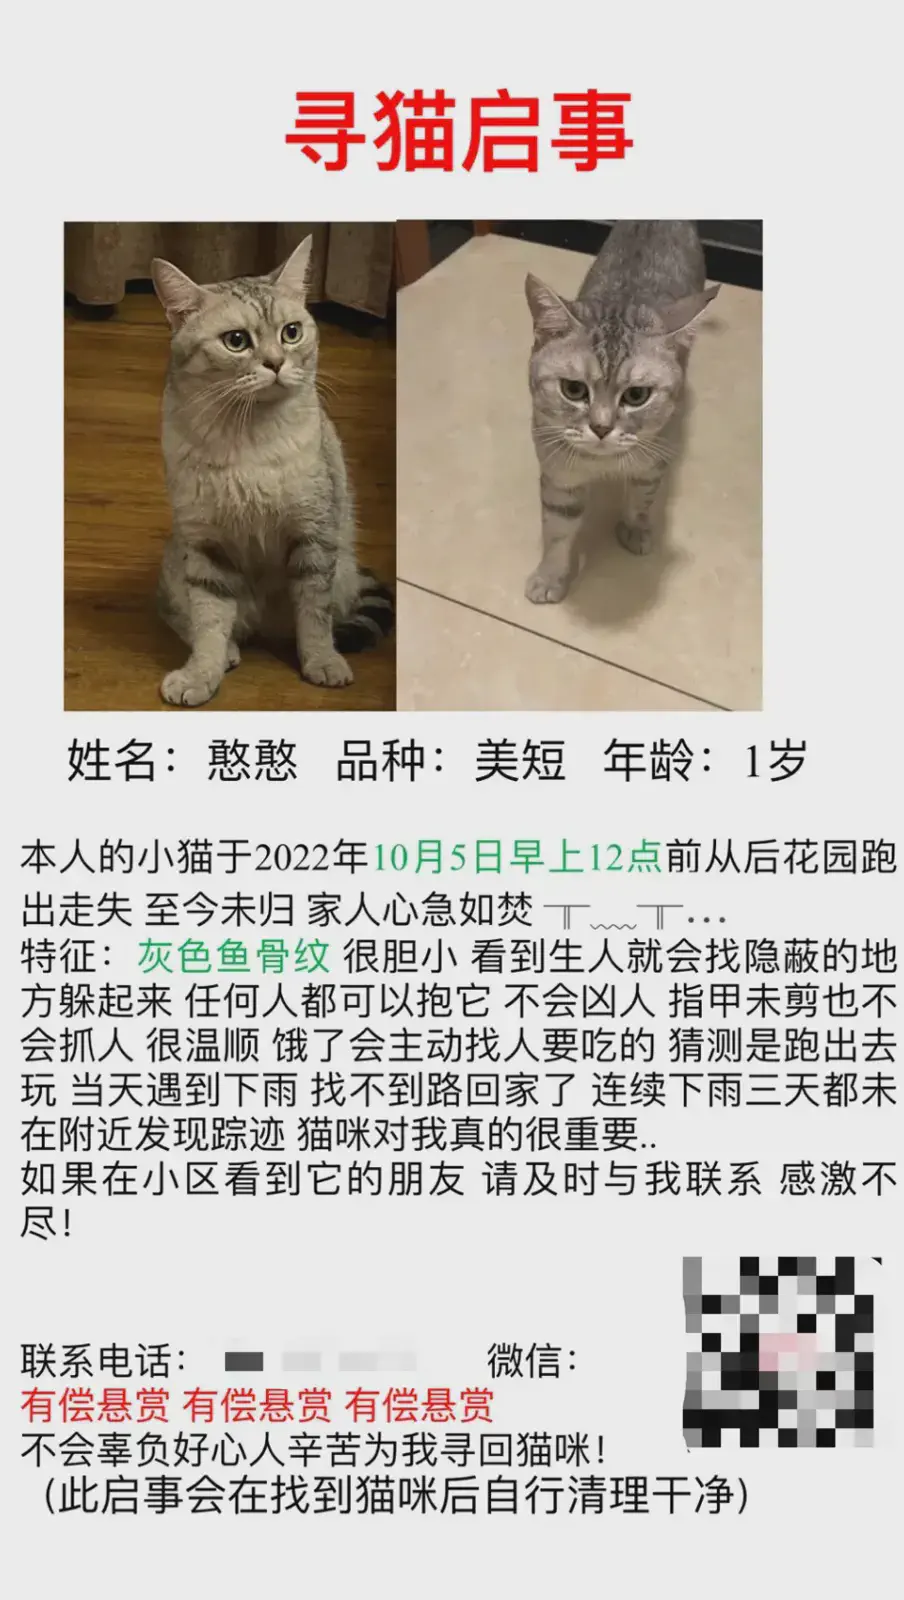 寻猫启事
姓名：憨憨 品种：美短 年龄：1岁
本人的小猫于2022年10月5日早上12点前从后花园跑
出走失 至今未归 家人心急如焚 ╥﹏╥...
特征：灰色鱼骨纹 很胆小 看到生人就会找隐蔽的地
方躲起来 任何人都可以抱它 不会凶人 指甲未剪也不
会抓人 很温顺 饿了会主动找人要吃的 猜测是跑出去
玩 当天遇到下雨 找不到路回家了 连续下雨三天都未
在附近发现踪迹 猫咪对我真的很重要..
如果在小区看到它的朋友 请及时与我联系 感激不
尽！
联系电话： 微信：
有偿悬赏 有偿悬赏 有偿悬赏
不会辜负好心人辛苦为我寻回猫咪！
（此启事会在找到猫咪后自行清理干净）